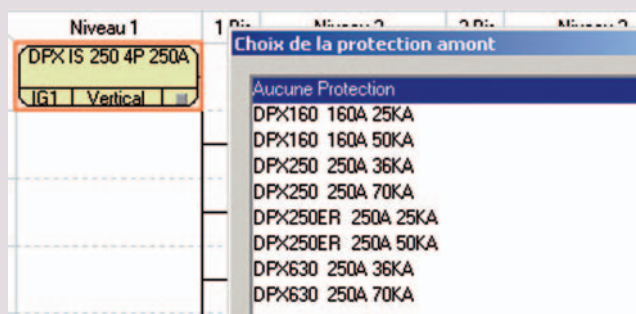 Niveau 1
DPX IS 250 4P 250A
IG1 Vertical
Choix de la protection amont
Aucune Protection
DPX160 160A 25KA
DPX160 160A 50KA
DPX250 250A 36KA
DPX250 250A 70KA
DPX250ER 250A 25KA
DPX250ER 250A 50KA
DPX630 250A 36KA
DPX630 250A 70KA